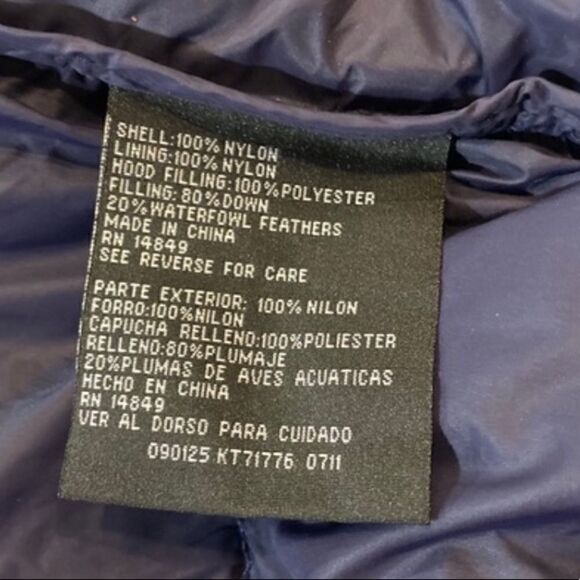 SHELL:100% NYLON
LINING:100% NYLON
HOOD FILLING:100% POLYESTER
FILLING: 80% DOWN
20% WATERFOWL FEATHERS
MADE IN CHINA
RN 14849
SEE REVERSE FOR CARE
PARTE EXTERIOR: 100% NILON
FORRO:100% NILON
CAPUCHA RELLENO:100% POLIESTER
RELLENO:80% PLUMAJE
20% PLUMAS DE AVES ACUATICAS
HECHO EN CHINA
RN 14849
VER AL DORSO PARA CUIDADO
090125 KT71776 0711